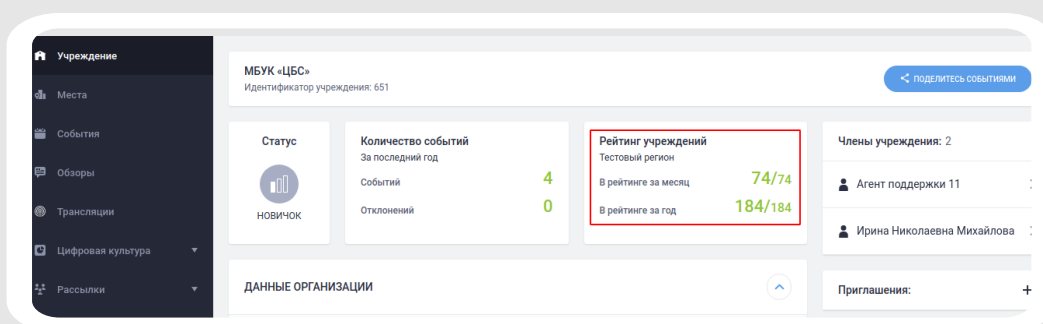 Учреждение
Места
События
Обзоры
Трансляции
Цифровая культура
Рассылки
МБУК «ЦБС»
Идентификатор учреждения: 651
ПОДЕЛИТЕСЬ СОБЫТИЯМИ
Статус
НОВИЧОК
Количество событий
За последний год
Событий 4
Отклонений 0
Рейтинг учреждений
Тестовый регион
В рейтинге за месяц 74/74
В рейтинге за год 184/184
Члены учреждения: 2
Агент поддержки 11
Ирина Николаевна Михайлова
ДАННЫЕ ОРГАНИЗАЦИИ
Приглашения: +